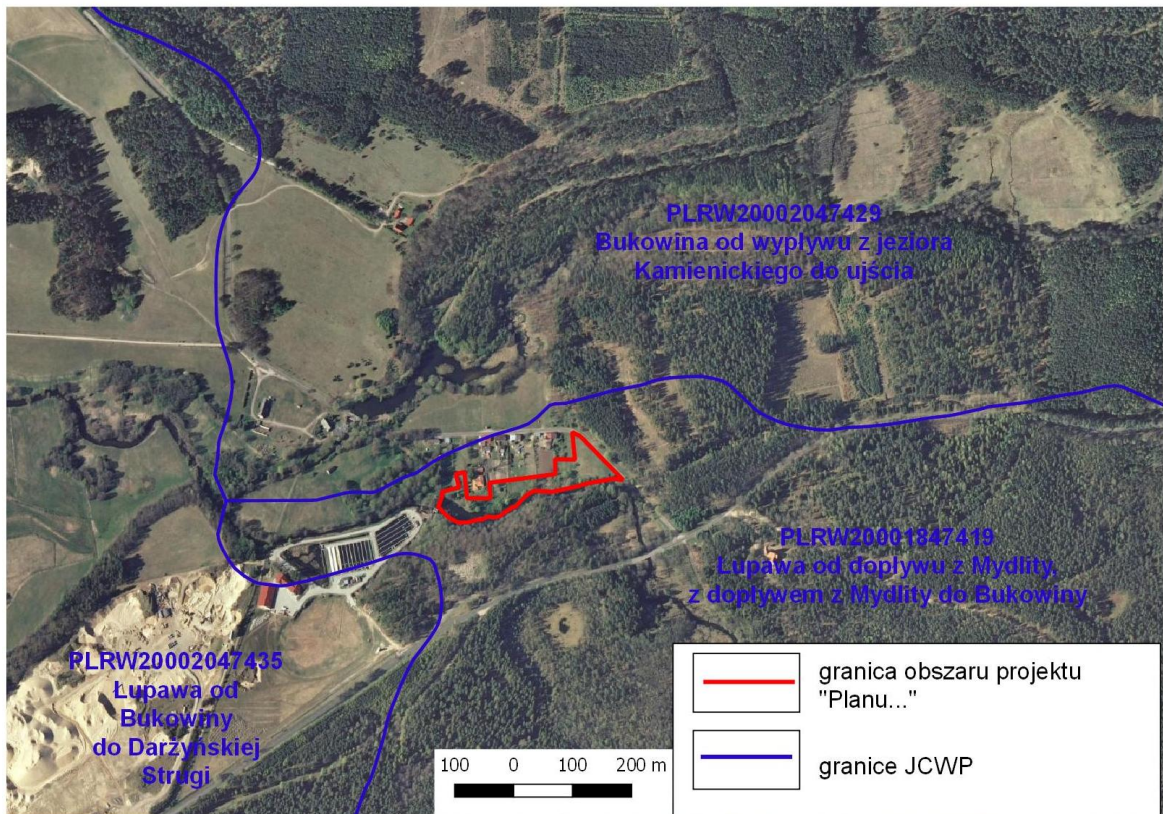 PLRW20002047429
Bukowina od wypływu z jeziora
Kamienickiego do ujścia
PLRW20001847419
Łupawa od dopływu z Mydlity,
z dopływem z Mydlity do Bukowiny
PLRW20002047435
Łupawa od
Bukowiny
do Darżyńskiej
Strugi
granica obszaru projektu
"Planu..."
granice JCWP
100 0 100 200 m